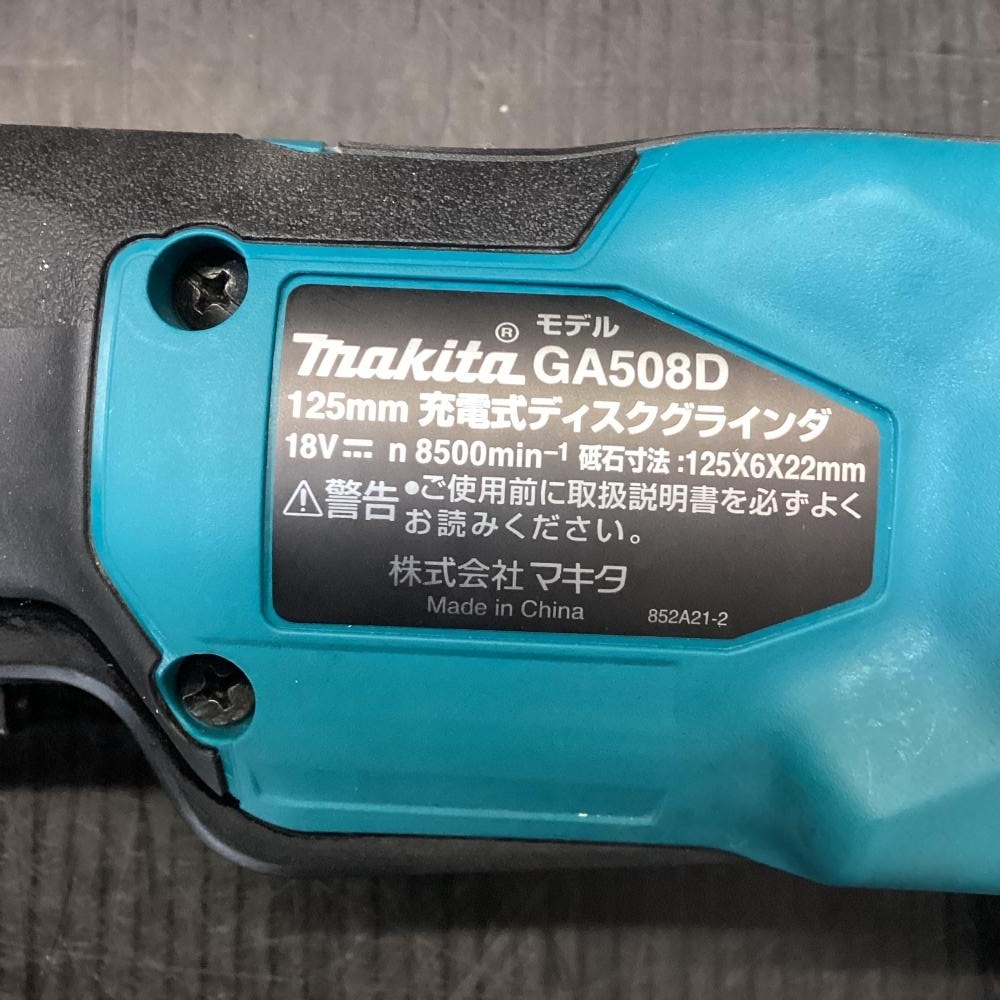 モデル
makita® GA508D
125mm 充電式ディスクグラインダ
18V⎓ n 8500min⁻¹ 砥石寸法:125X6X22mm
⚠警告 •ご使用前に取扱説明書を必ずよく
お読みください。
株式会社マキタ
Made in China 852A21-2